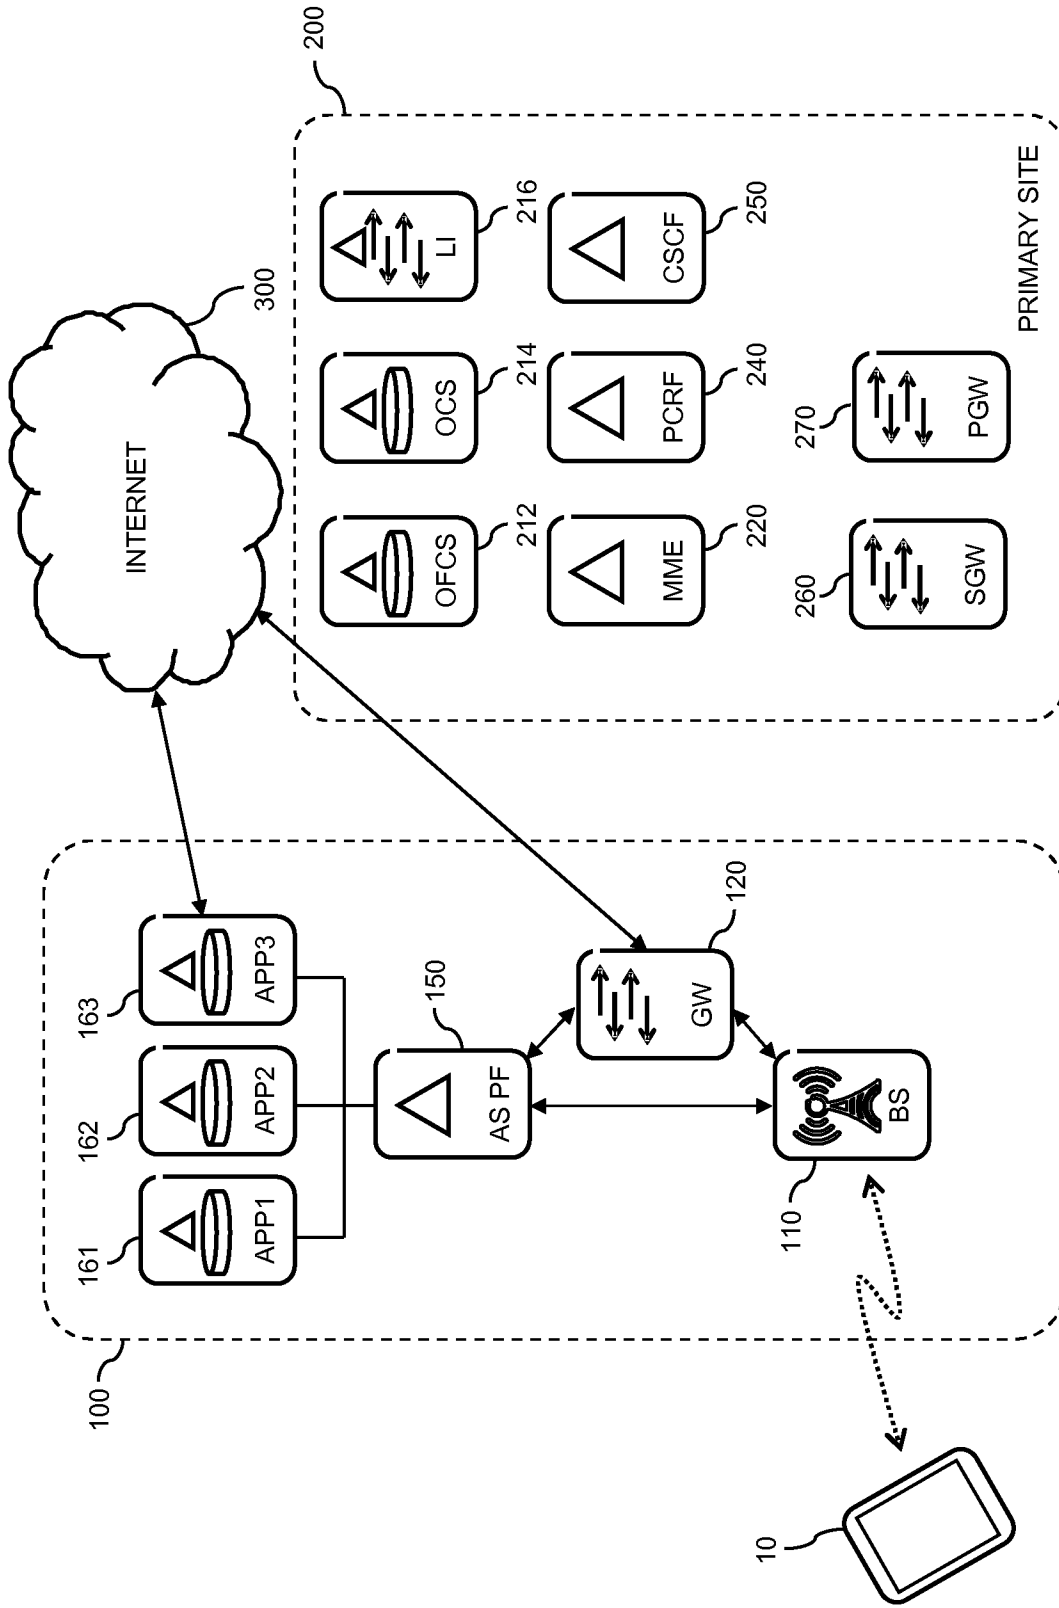 100
161
162
163
APP1
APP2
APP3
INTERNET
300
200
150
AS PF
120
GW
110
BS
10
OFCS
212
OCS
214
LI
216
MME
220
PCRF
240
CSCF
250
260
SGW
270
PGW
PRIMARY SITE